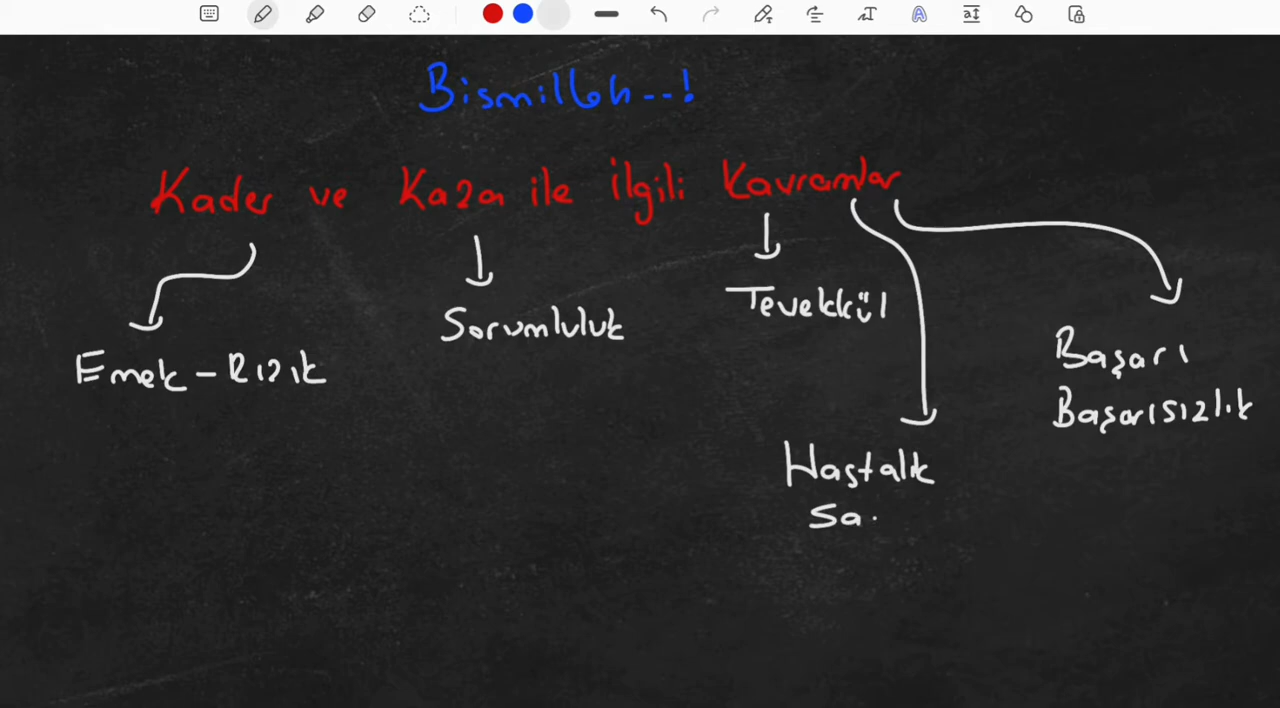 Bismillah..!
Kader ve Kaza ile ilgili Kavramlar
Emek - Rızık
Sorumluluk
Tevekkül
Hastalık
Sa.
Başarı
Başarısızlık